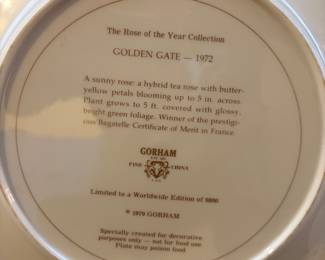 The Rose of the Year Collection
GOLDEN GATE — 1972
A sunny rose: a hybrid tea rose with butter-
yellow petals blooming up to 5 in. across.
Plant grows to 5 ft. covered with glossy,
bright green foliage. Winner of the prestigi-
ous Bagatelle Certificate of Merit in France.
GORHAM
FINE CHINA
Limited to a Worldwide Edition of 9800
© 1979 GORHAM
Specially created for decorative
purposes only — not for food use.
Plate may poison food